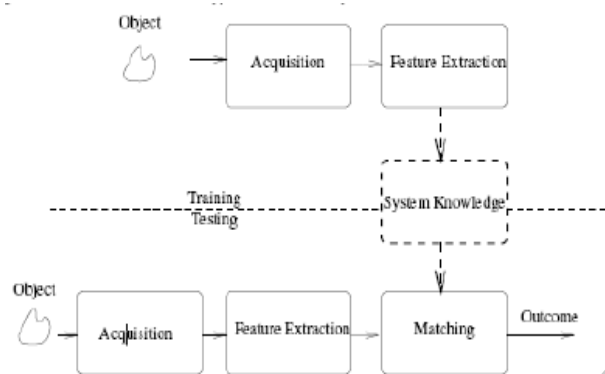 Object
Acquisition
Feature Extraction
Training
System Knowledge
Testing
Object
Acquisition
Feature Extraction
Matching
Outcome